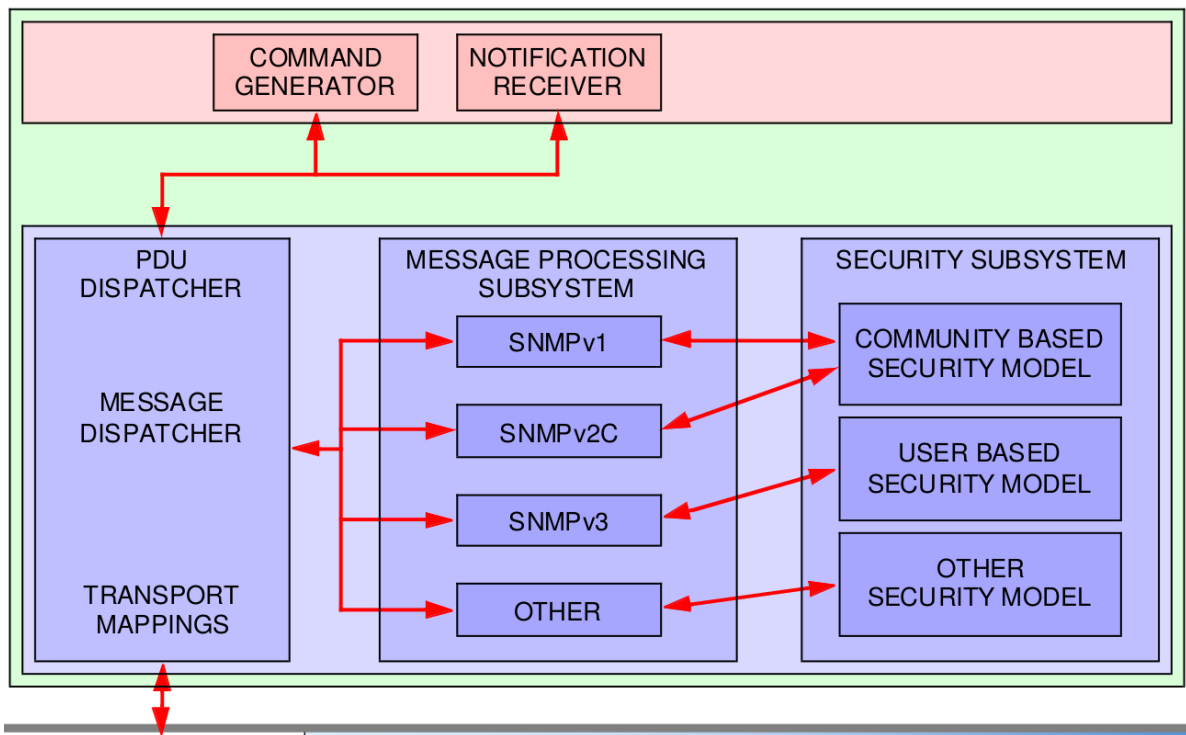 COMMAND
GENERATOR
NOTIFICATION
RECEIVER
PDU
DISPATCHER
MESSAGE
DISPATCHER
TRANSPORT
MAPPINGS
MESSAGE PROCESSING
SUBSYSTEM
SNMPv1
SNMPv2C
SNMPv3
OTHER
SECURITY SUBSYSTEM
COMMUNITY BASED
SECURITY MODEL
USER BASED
SECURITY MODEL
OTHER
SECURITY MODEL